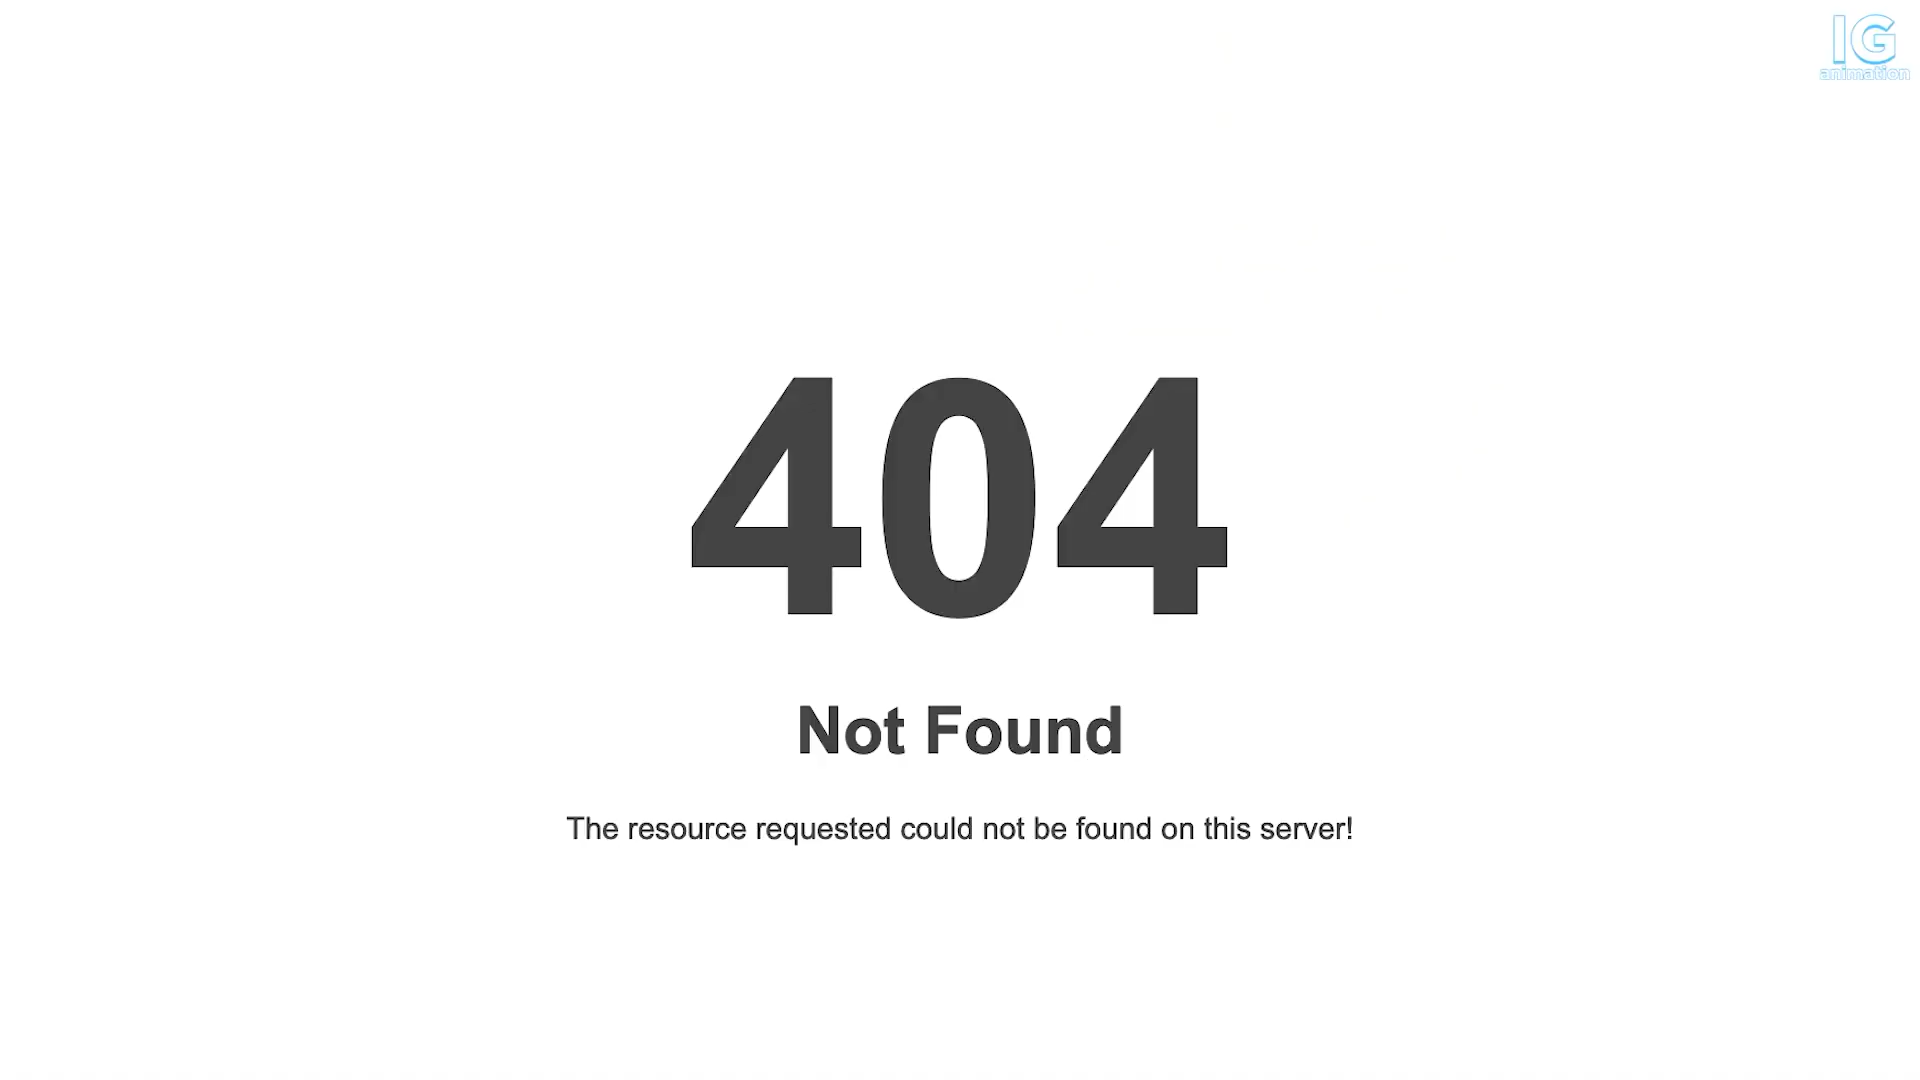 IG
animation
404
Not Found
The resource requested could not be found on this server!